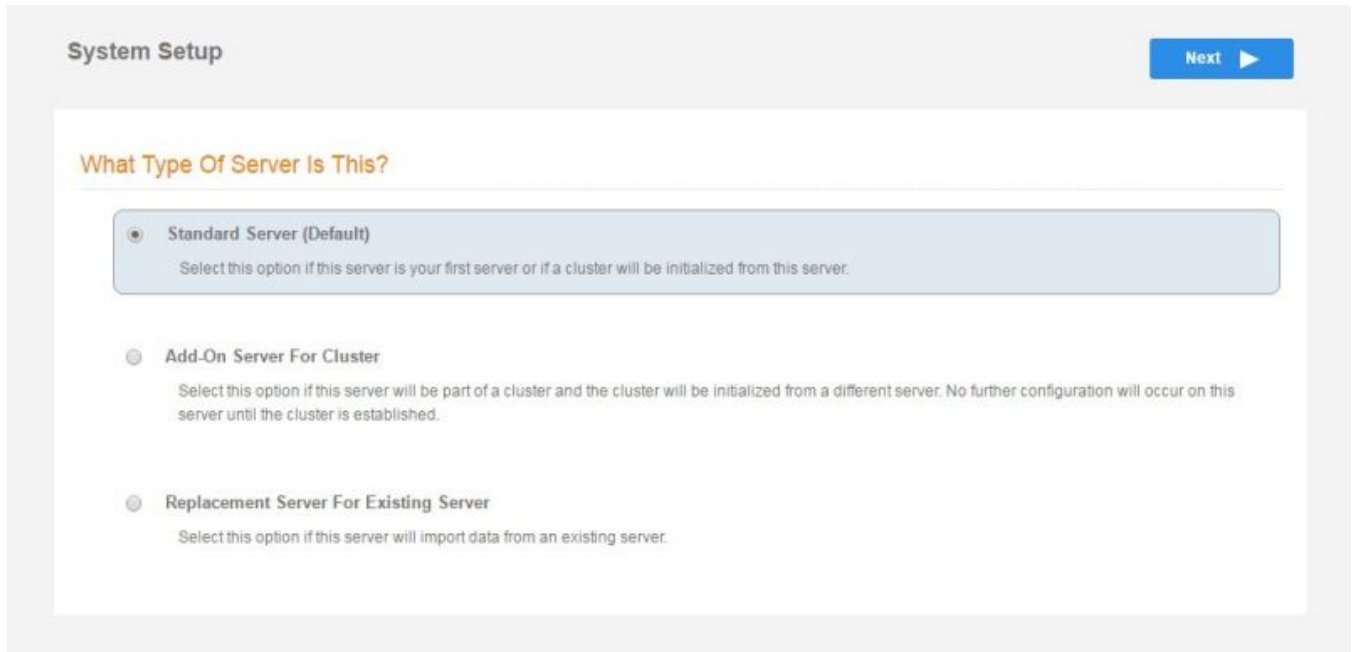 System Setup
Next
What Type Of Server Is This?
Standard Server (Default)
Select this option if this server is your first server or if a cluster will be initialized from this server.
Add-On Server For Cluster
Select this option if this server will be part of a cluster and the cluster will be initialized from a different server. No further configuration will occur on this
server until the cluster is established.
Replacement Server For Existing Server
Select this option if this server will import data from an existing server.